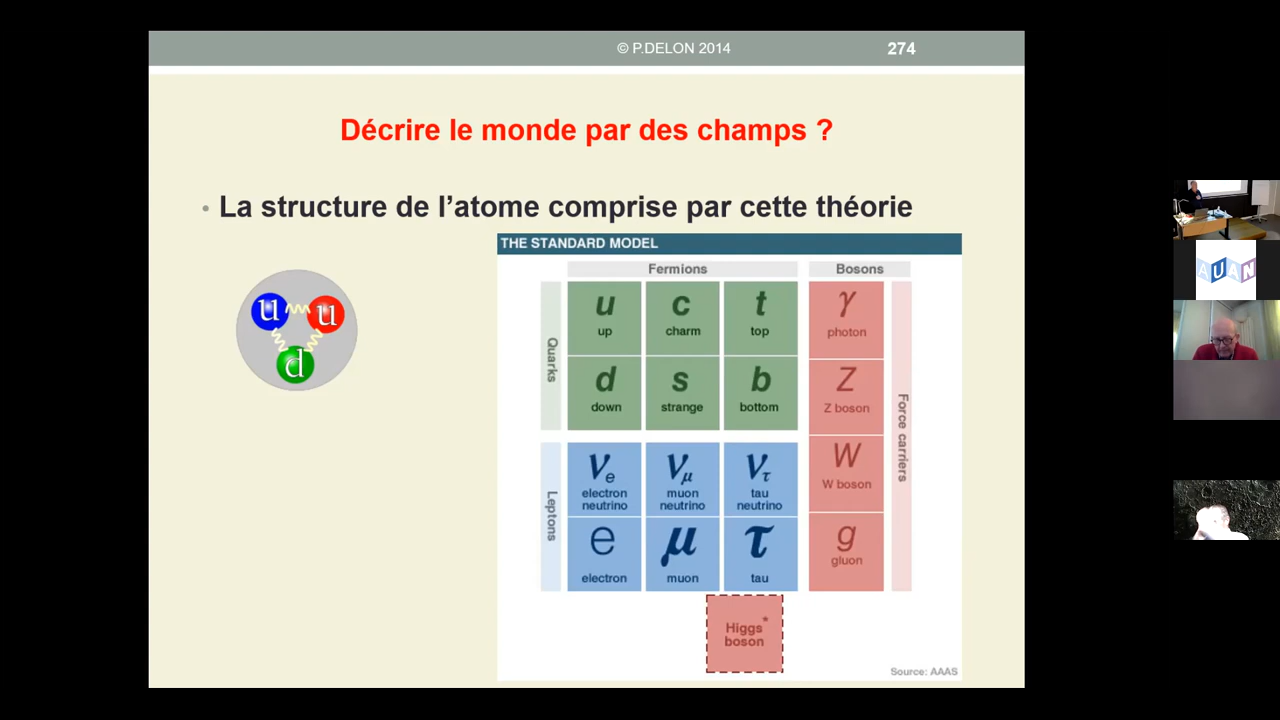 © P.DELON 2014
274
Décrire le monde par des champs ?
• La structure de l'atome comprise par cette théorie
u
u
d
THE STANDARD MODEL
Fermions
Bosons
Quarks
u
up
c
charm
t
top
γ
photon
d
down
s
strange
b
bottom
Z
Z boson
Force carriers
Leptons
νe
electron
neutrino
νμ
muon
neutrino
ντ
tau
neutrino
W
W boson
e
electron
μ
muon
τ
tau
g
gluon
Higgs*
boson
Source: AAAS
AUAN